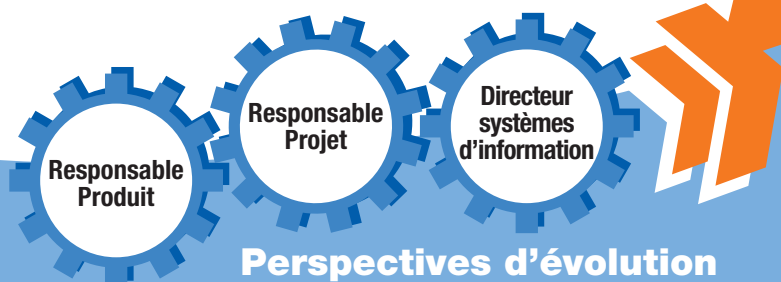 Responsable
Produit
Responsable
Projet
Directeur
systèmes
d'information
Perspectives d'évolution